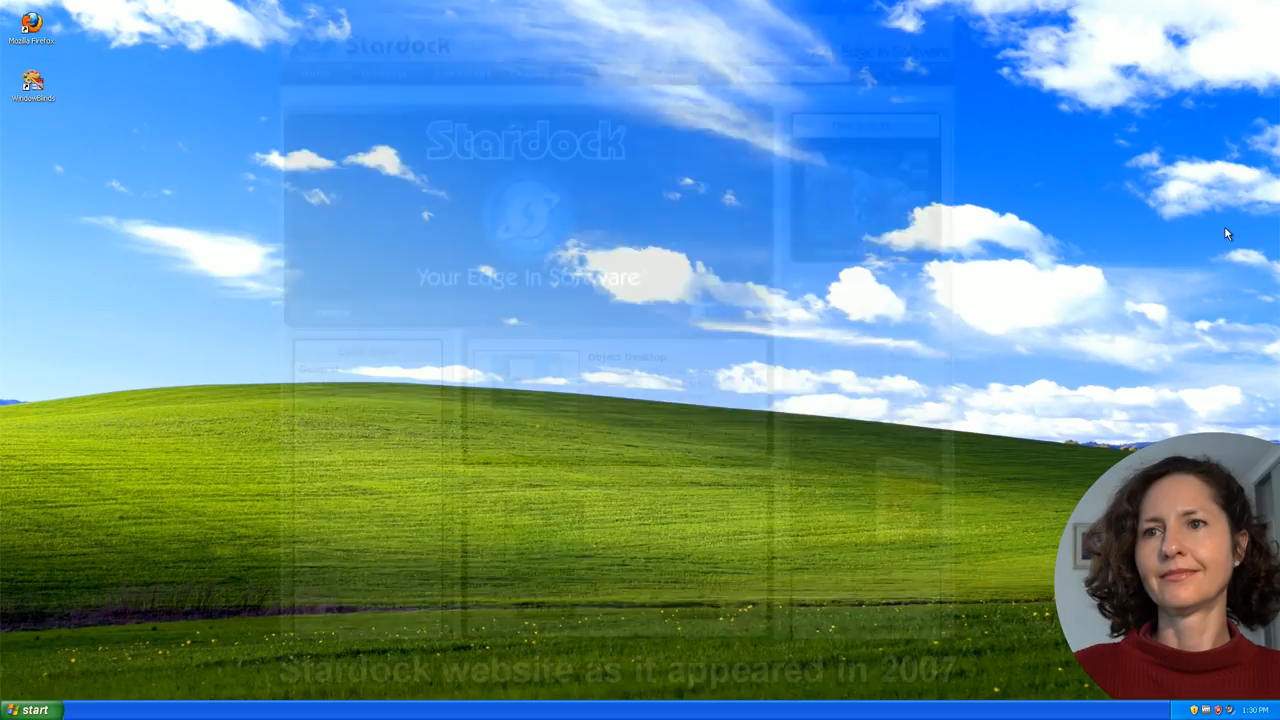 Mozilla Firefox
WindowBlinds
Stardock
Edge in Software
Stardock
Your Edge In Software
Object Desktop
Stardock website as it appeared in 2007
start
1:30 PM